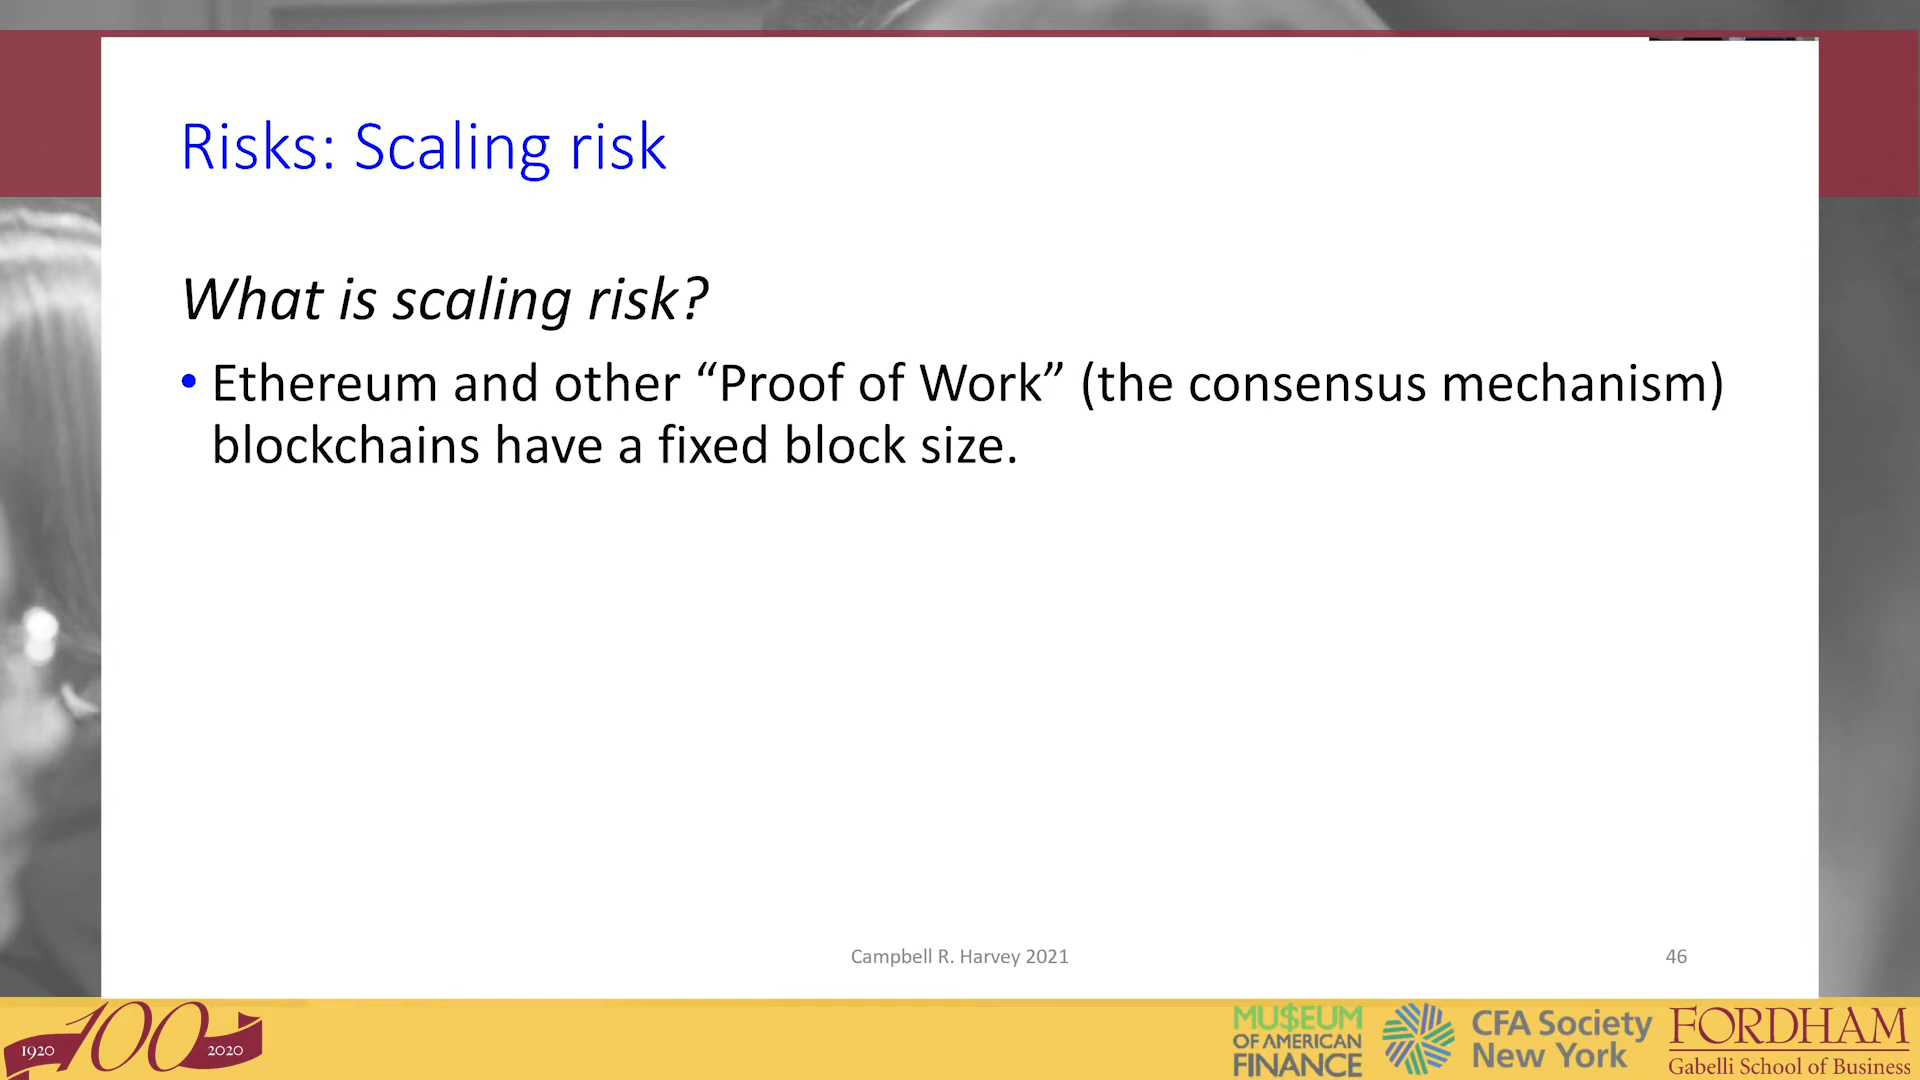 Risks: Scaling risk
What is scaling risk?
• Ethereum and other “Proof of Work” (the consensus mechanism)
blockchains have a fixed block size.
Campbell R. Harvey 2021
46
1920
100
2020
MU$EUM
OF AMERICAN
FINANCE
CFA Society
New York
FORDHAM
Gabelli School of Business